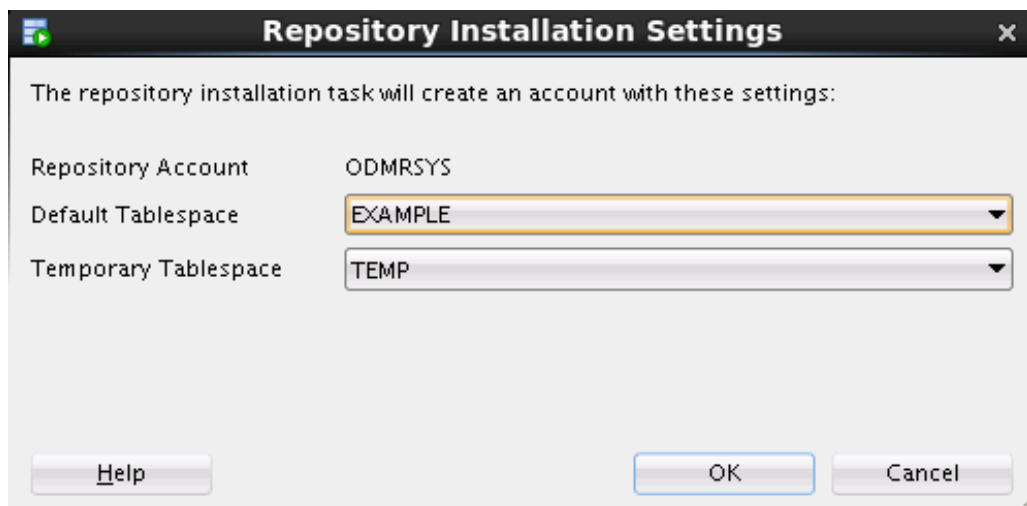 Repository Installation Settings
The repository installation task will create an account with these settings:
Repository Account ODMRSYS
Default Tablespace EXAMPLE
Temporary Tablespace TEMP
Help OK Cancel